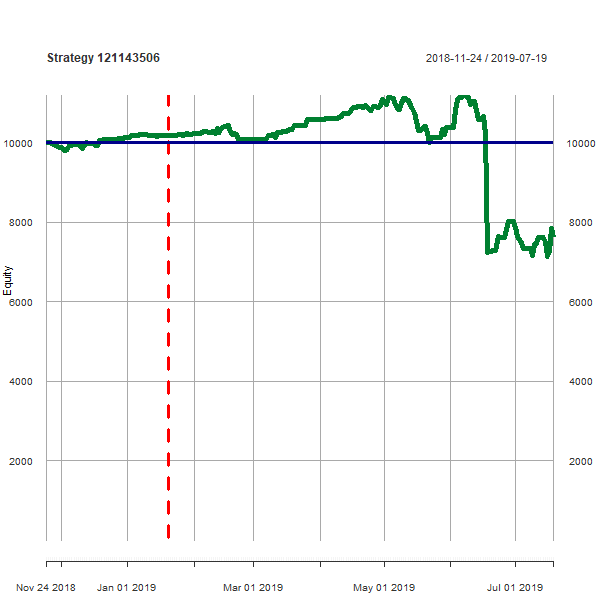 Strategy 121143506
2018-11-24 / 2019-07-19
10000
10000
8000
8000
Equity
6000
6000
4000
4000
2000
2000
Nov 24 2018
Jan 01 2019
Mar 01 2019
May 01 2019
Jul 01 2019